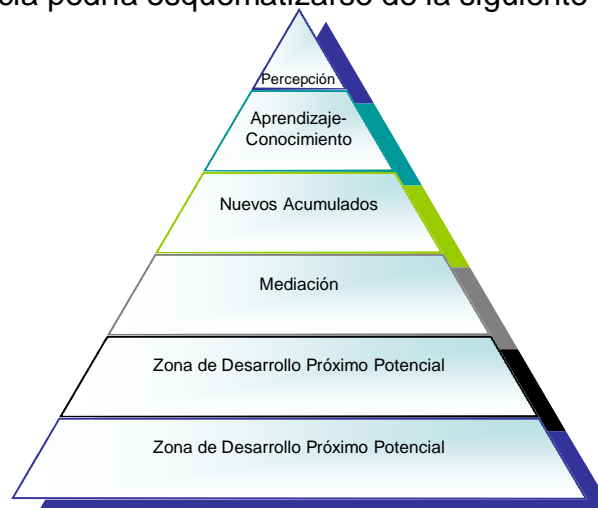 cia podría esquematizarse de la siguiente
Percepción
Aprendizaje-
Conocimiento
Nuevos Acumulados
Mediación
Zona de Desarrollo Próximo Potencial
Zona de Desarrollo Próximo Potencial